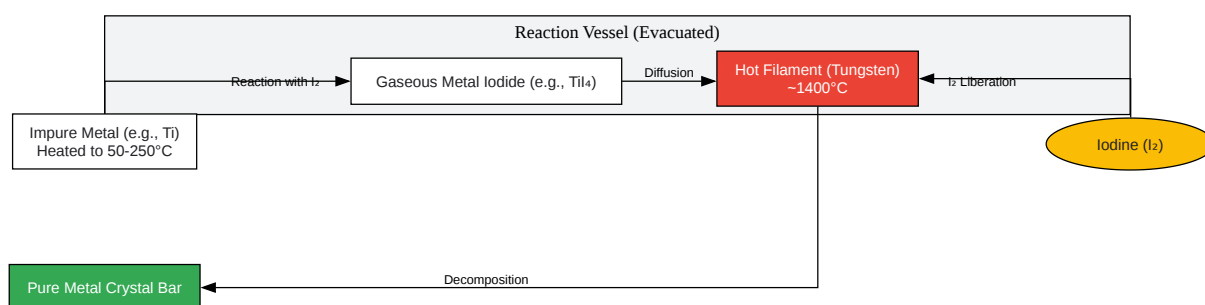 Reaction Vessel (Evacuated)
Reaction with I₂
Gaseous Metal Iodide (e.g., TiI₄)
Diffusion
Hot Filament (Tungsten)
~1400°C
I₂ Liberation
Impure Metal (e.g., Ti)
Heated to 50-250°C
Iodine (I₂)
Decomposition
Pure Metal Crystal Bar